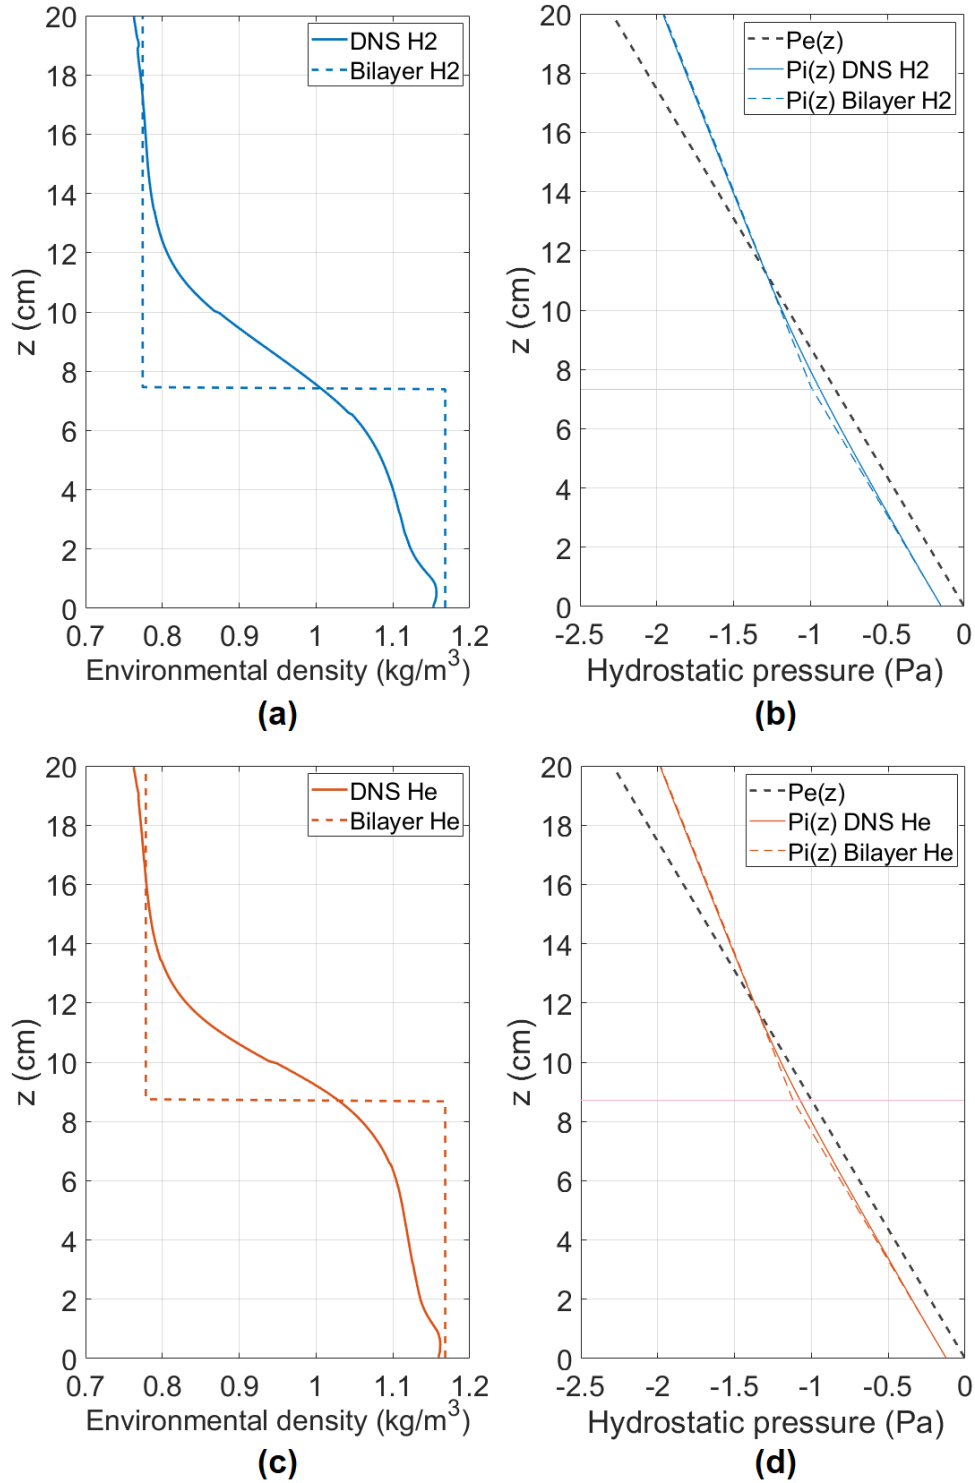 20
18
16
14
12
10
8
6
4
2
0
z (cm)
DNS H2
Bilayer H2
0.7 0.8 0.9 1 1.1 1.2
Environmental density (kg/m³)
(a)
20
18
16
14
12
10
8
6
4
2
0
z (cm)
Pe(z)
Pi(z) DNS H2
Pi(z) Bilayer H2
-2.5 -2 -1.5 -1 -0.5 0
Hydrostatic pressure (Pa)
(b)
20
18
16
14
12
10
8
6
4
2
0
z (cm)
DNS He
Bilayer He
0.7 0.8 0.9 1 1.1 1.2
Environmental density (kg/m³)
(c)
20
18
16
14
12
10
8
6
4
2
0
z (cm)
Pe(z)
Pi(z) DNS He
Pi(z) Bilayer He
-2.5 -2 -1.5 -1 -0.5 0
Hydrostatic pressure (Pa)
(d)